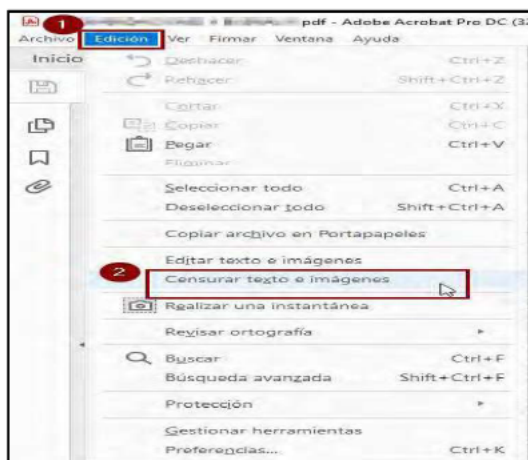 1
pdf - Adobe Acrobat Pro DC (32
Archivo Edición Ver Firmar Ventana Ayuda
Inicio
Deshacer Ctrl+Z
Rehacer Shift+Ctrl+Z
Cortar Ctrl+X
Copiar Ctrl+C
Pegar Ctrl+V
Eliminar
Seleccionar todo Ctrl+A
Deseleccionar todo Shift+Ctrl+A
Copiar archivo en Portapapeles
Editar texto e imágenes
2
Censurar texto e imágenes
Realizar una instantánea
Revisar ortografía
Buscar Ctrl+F
Búsqueda avanzada Shift+Ctrl+F
Protección
Gestionar herramientas
Preferencias... Ctrl+K